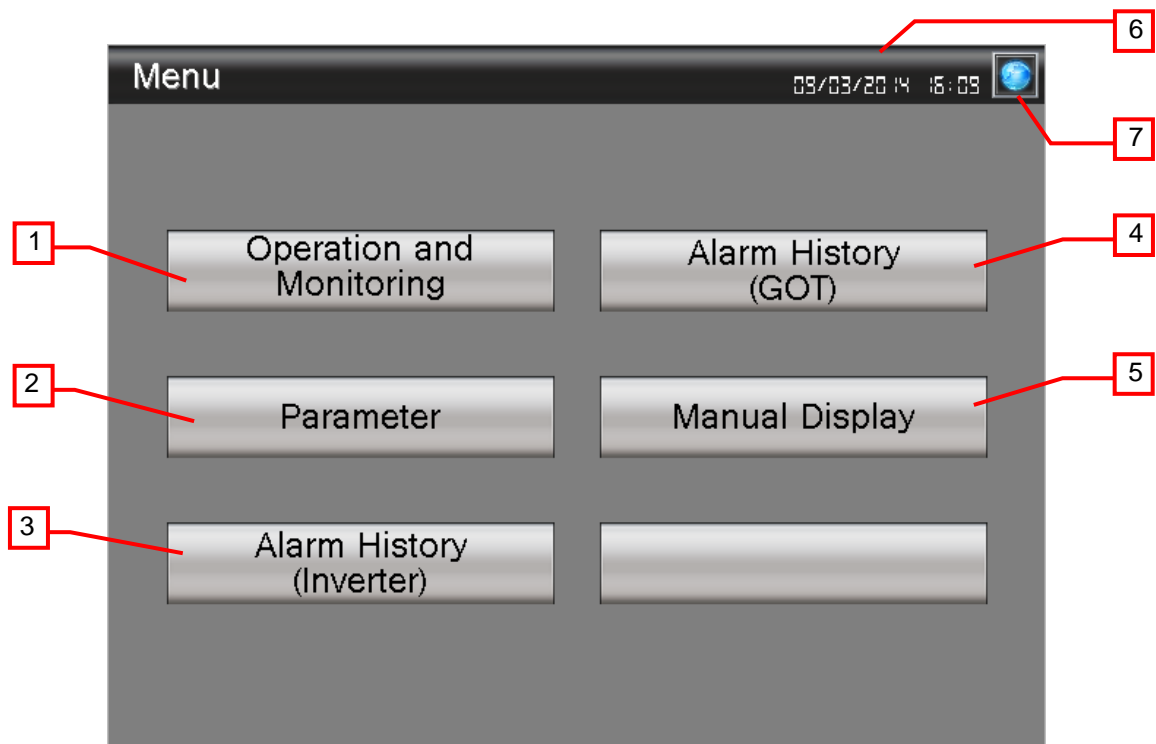 6
Menu
09/03/2014 16:09
7
1
Operation and
Monitoring
Alarm History
(GOT)
4
2
Parameter
Manual Display
5
3
Alarm History
(Inverter)